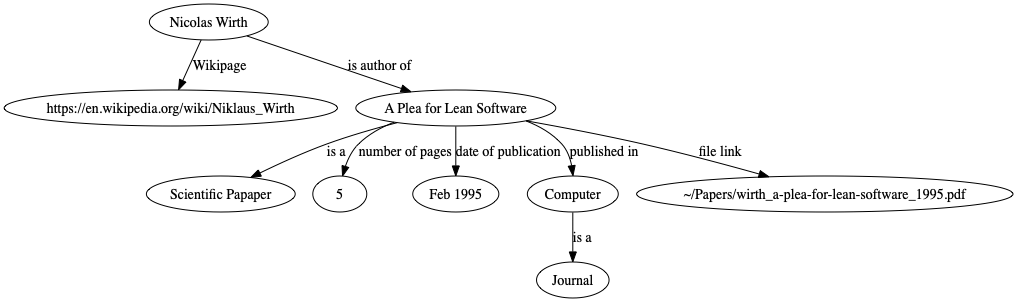 Nicolas Wirth
Wikipage
is author of
https://en.wikipedia.org/wiki/Niklaus_Wirth
A Plea for Lean Software
is a
number of pages
date of publication
published in
file link
Scientific Papaper
5
Feb 1995
Computer
~/Papers/wirth_a-plea-for-lean-software_1995.pdf
is a
Journal